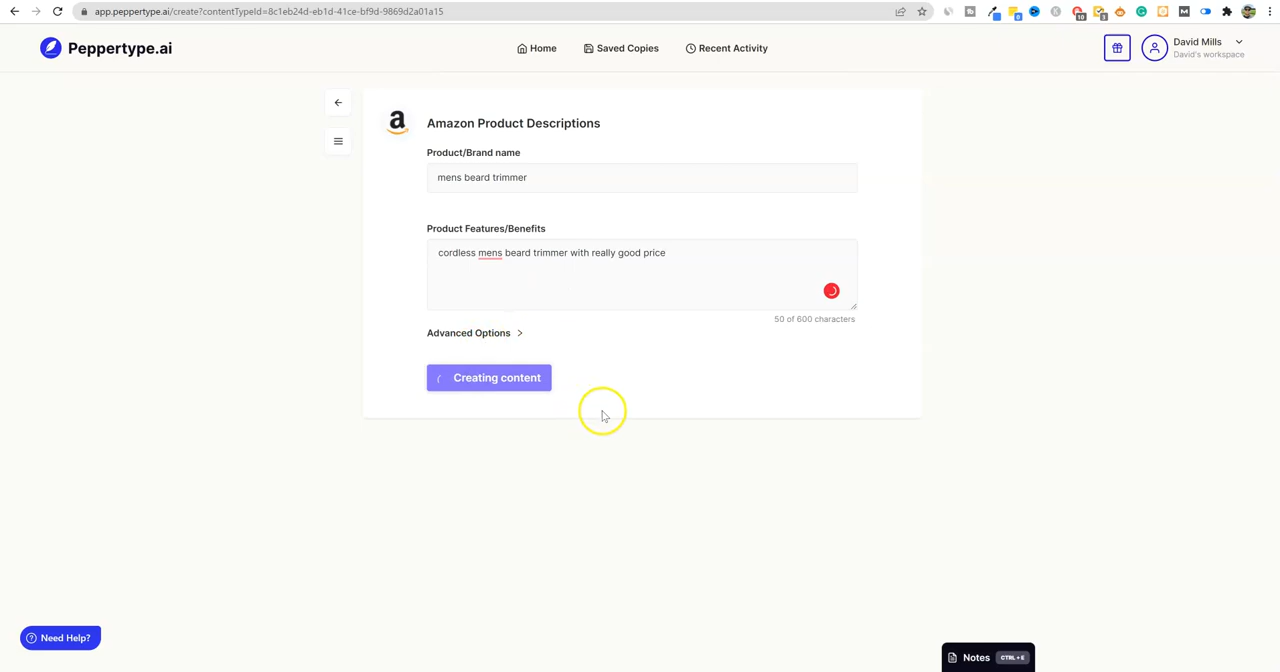 app.peppertype.ai/create?contentTypeId=8c1eb24d-eb1d-41ce-bf9d-9869d2a01a15
Peppertype.ai
Home
Saved Copies
Recent Activity
David Mills
David's workspace
Amazon Product Descriptions
Product/Brand name
mens beard trimmer
Product Features/Benefits
cordless mens beard trimmer with really good price
50 of 600 characters
Advanced Options
Creating content
Need Help?
Notes CTRL+E